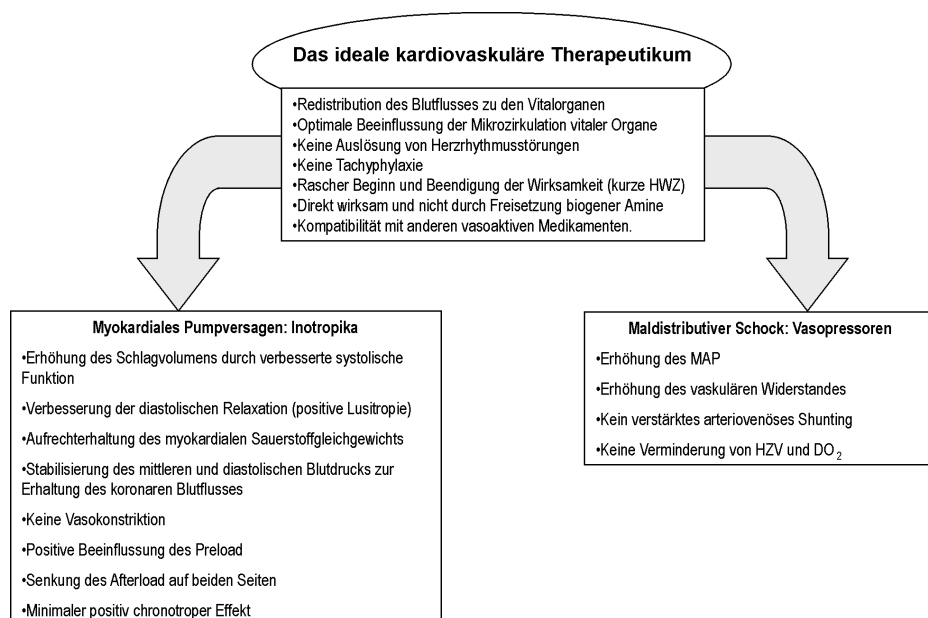 Das ideale kardiovaskuläre Therapeutikum
•Redistribution des Blutflusses zu den Vitalorganen
•Optimale Beeinflussung der Mikrozirkulation vitaler Organe
•Keine Auslösung von Herzrhythmusstörungen
•Keine Tachyphylaxie
•Rascher Beginn und Beendigung der Wirksamkeit (kurze HWZ)
•Direkt wirksam und nicht durch Freisetzung biogener Amine
•Kompatibilität mit anderen vasoaktiven Medikamenten.
Myokardiales Pumpversagen: Inotropika
•Erhöhung des Schlagvolumens durch verbesserte systolische
Funktion
•Verbesserung der diastolischen Relaxation (positive Lusitropie)
•Aufrechterhaltung des myokardialen Sauerstoffgleichgewichts
•Stabilisierung des mittleren und diastolischen Blutdrucks zur
Erhaltung des koronaren Blutflusses
•Keine Vasokonstriktion
•Positive Beeinflussung des Preload
•Senkung des Afterload auf beiden Seiten
•Minimaler positiv chronotroper Effekt
Maldistributiver Schock: Vasopressoren
•Erhöhung des MAP
•Erhöhung des vaskulären Widerstandes
•Kein verstärktes arteriovenöses Shunting
•Keine Verminderung von HZV und DO₂